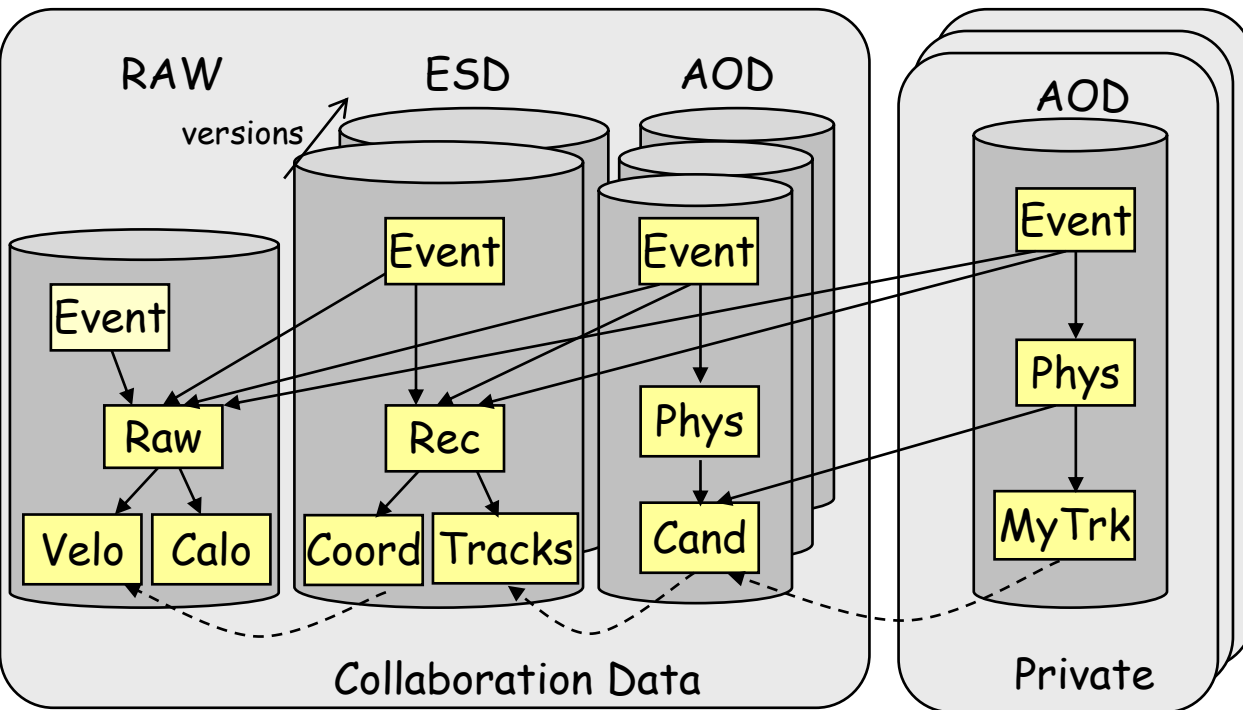 RAW
ESD
AOD
AOD
versions
Event
Event
Event
Event
Raw
Rec
Phys
Phys
Velo
Calo
Coord
Tracks
Cand
MyTrk
Collaboration Data
Private